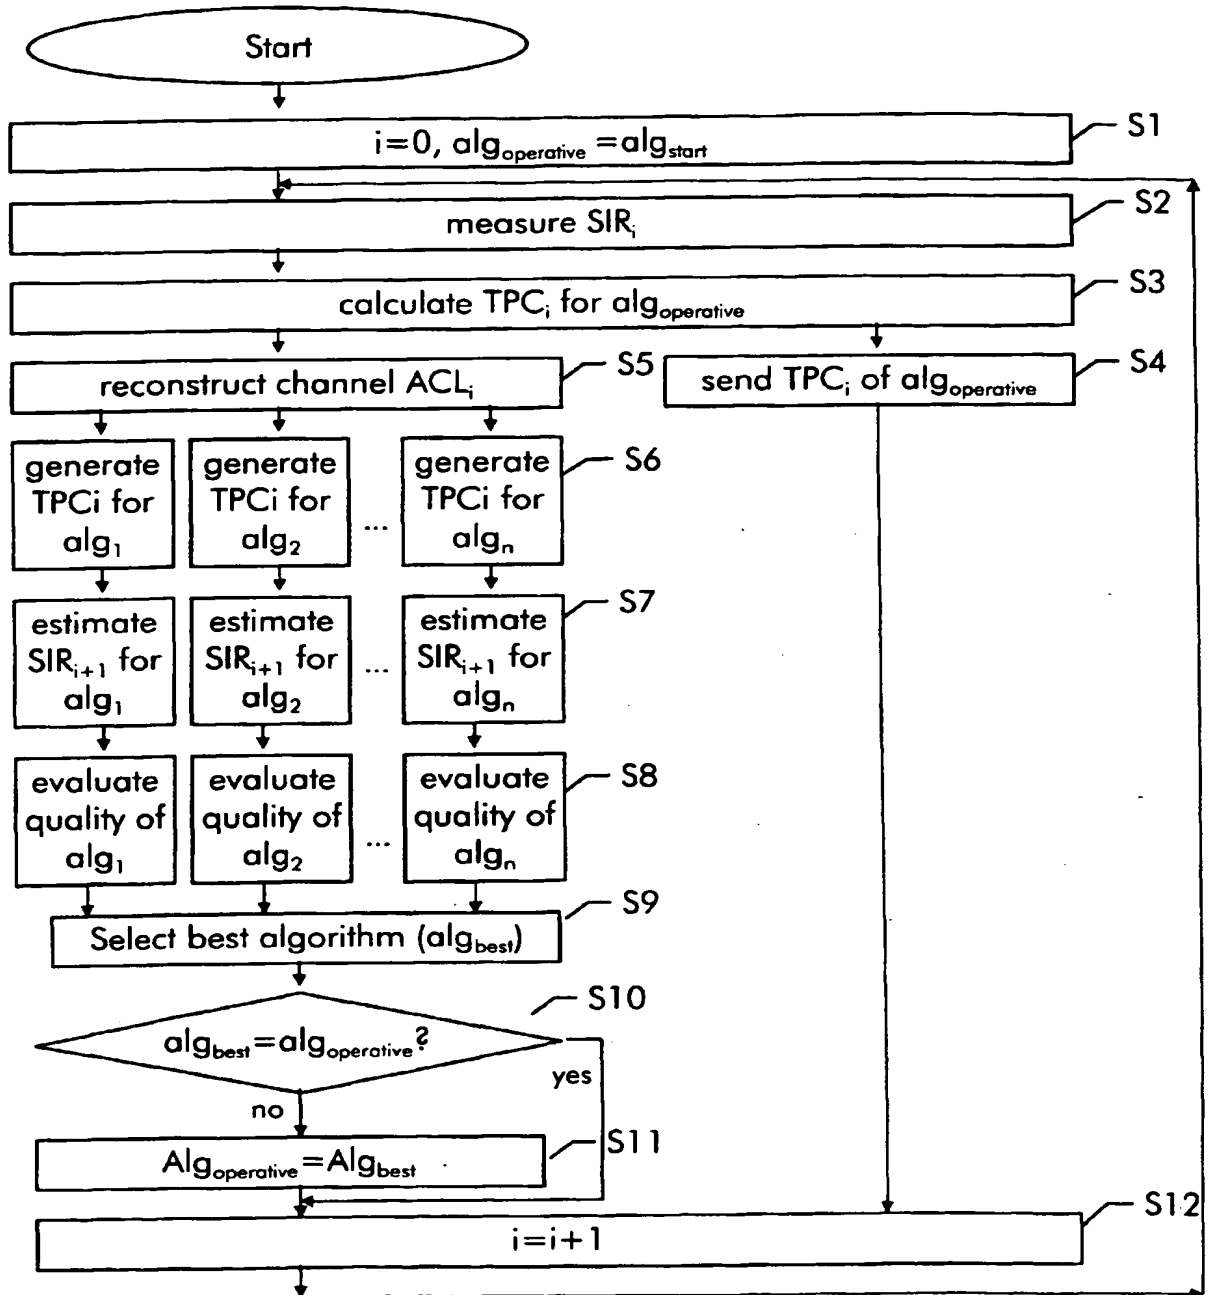 Start
i=0, alg_operative=alg_start
S1
measure SIR_i
S2
calculate TPC_i for alg_operative
S3
reconstruct channel ACL_i
S5
send TPC_i of alg_operative
S4
generate
TPCi for
alg_1
generate
TPCi for
alg_2
...
generate
TPCi for
alg_n
S6
estimate
SIR_i+1 for
alg_1
estimate
SIR_i+1 for
alg_2
...
estimate
SIR_i+1 for
alg_n
S7
evaluate
quality of
alg_1
evaluate
quality of
alg_2
...
evaluate
quality of
alg_n
S8
Select best algorithm (alg_best)
S9
alg_best=alg_operative?
S10
yes
no
Alg_operative=Alg_best
S11
i=i+1
S12